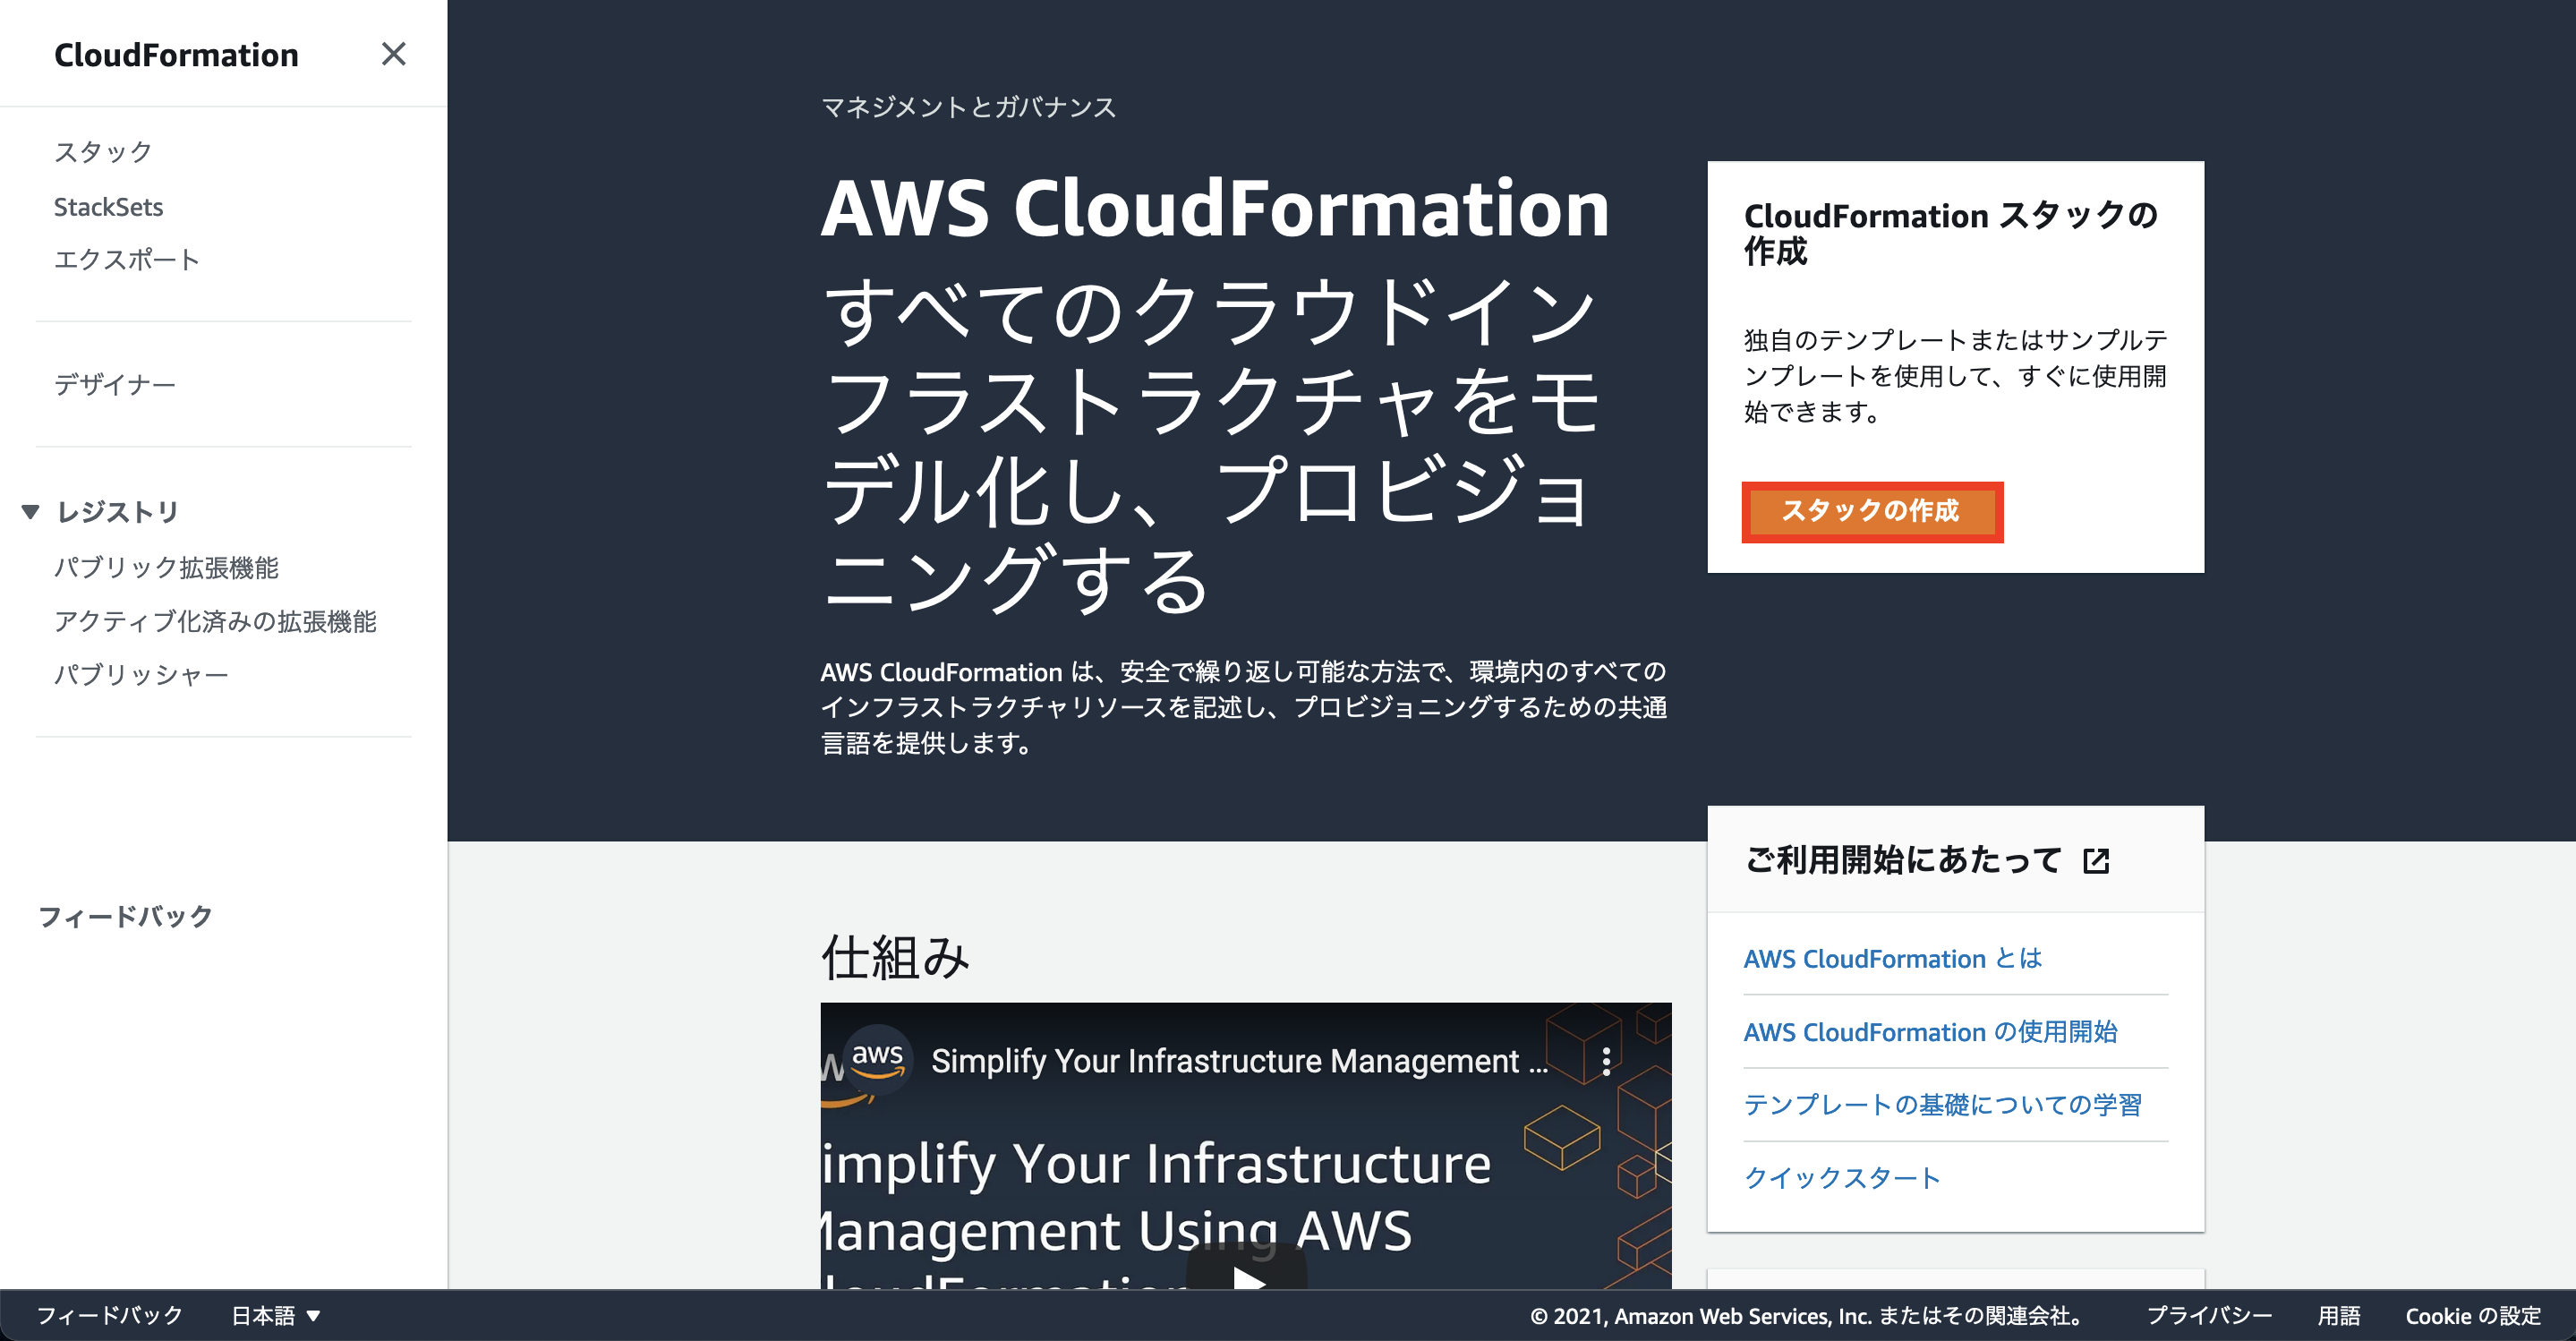 CloudFormation
スタック
StackSets
エクスポート
デザイナー
レジストリ
パブリック拡張機能
アクティブ化済みの拡張機能
パブリッシャー
フィードバック
マネジメントとガバナンス
AWS CloudFormation
すべてのクラウドイン
フラストラクチャをモ
デル化し、プロビジョ
ニングする
AWS CloudFormation は、安全で繰り返し可能な方法で、環境内のすべての
インフラストラクチャリソースを記述し、プロビジョニングするための共通
言語を提供します。
CloudFormation スタックの
作成
独自のテンプレートまたはサンプルテ
ンプレートを使用して、すぐに使用開
始できます。
スタックの作成
ご利用開始にあたって
AWS CloudFormation とは
AWS CloudFormation の使用開始
テンプレートの基礎についての学習
クイックスタート
仕組み
aws
Simplify Your Infrastructure Management ...
implify Your Infrastructure
Management Using AWS
loudFormation
フィードバック
日本語
© 2021, Amazon Web Services, Inc. またはその関連会社。
プライバシー
用語
Cookie の設定